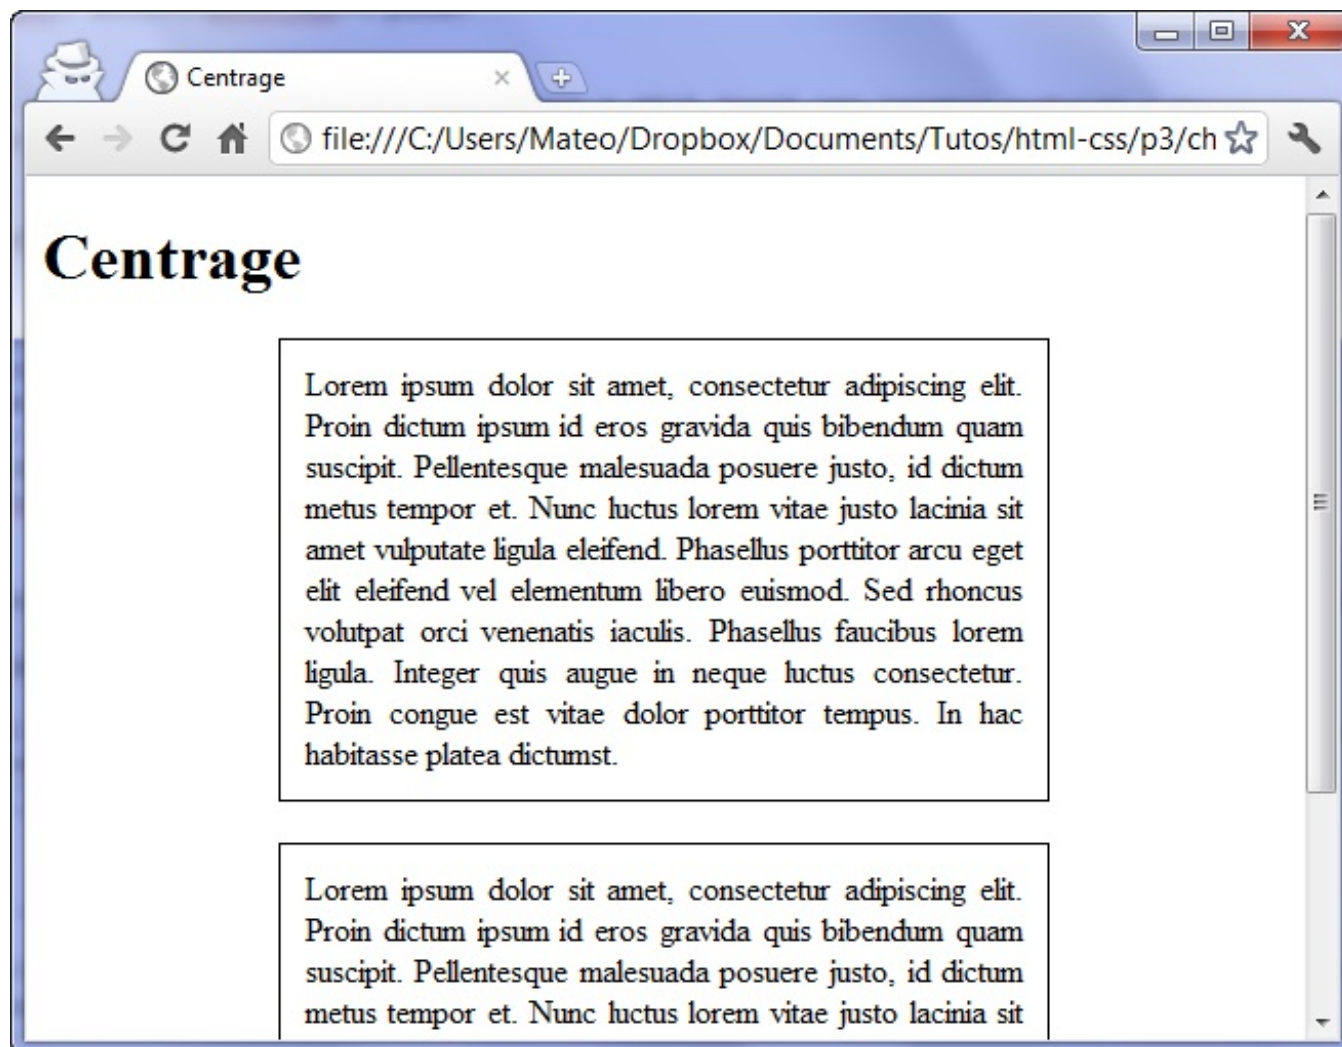 Centrage
file:///C:/Users/Mateo/Dropbox/Documents/Tutos/html-css/p3/ch
Centrage
Lorem ipsum dolor sit amet, consectetur adipiscing elit.
Proin dictum ipsum id eros gravida quis bibendum quam
suscipit. Pellentesque malesuada posuere justo, id dictum
metus tempor et. Nunc luctus lorem vitae justo lacinia sit
amet vulputate ligula eleifend. Phasellus porttitor arcu eget
elit eleifend vel elementum libero euismod. Sed rhoncus
volutpat orci venenatis iaculis. Phasellus faucibus lorem
ligula. Integer quis augue in neque luctus consectetur.
Proin congue est vitae dolor porttitor tempus. In hac
habitasse platea dictumst.
Lorem ipsum dolor sit amet, consectetur adipiscing elit.
Proin dictum ipsum id eros gravida quis bibendum quam
suscipit. Pellentesque malesuada posuere justo, id dictum
metus tempor et. Nunc luctus lorem vitae justo lacinia sit